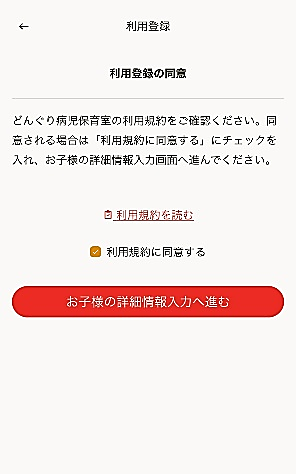 ←
利用登録
利用登録の同意
どんぐり病児保育室の利用規約をご確認ください。同
意される場合は「利用規約に同意する」にチェックを
入れ、お子様の詳細情報入力画面へ進んでください。
利用規約を読む
利用規約に同意する
お子様の詳細情報入力へ進む